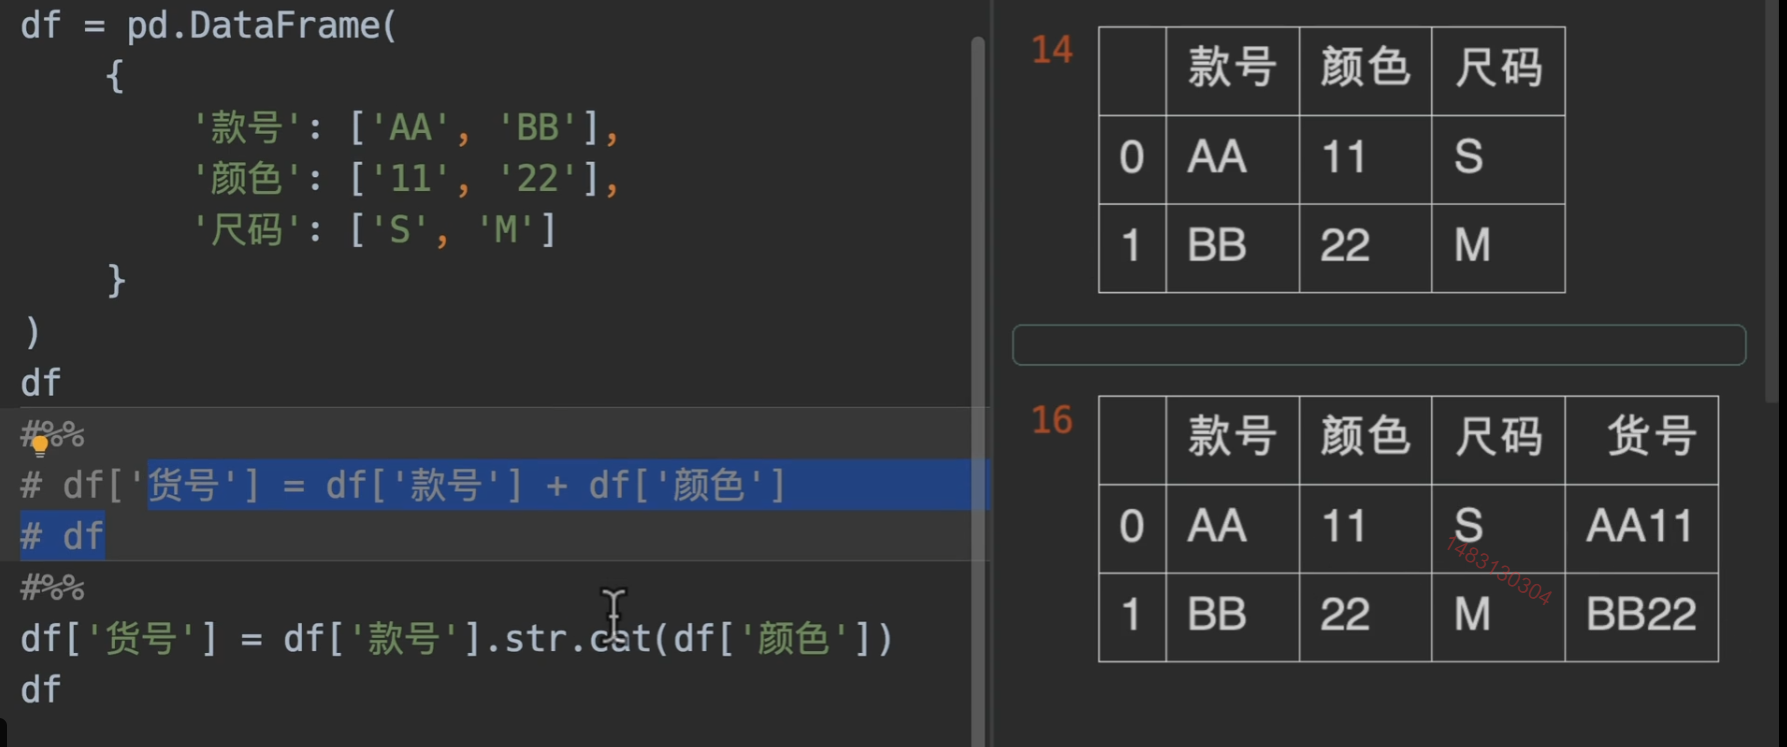 df = pd.DataFrame(
{
'款号': ['AA', 'BB'],
'颜色': ['11', '22'],
'尺码': ['S', 'M']
}
)
df
#%%
# df['货号'] = df['款号'] + df['颜色']
# df
#%%
df['货号'] = df['款号'].str.cat(df['颜色'])
df
14
款号 颜色 尺码
0 AA 11 S
1 BB 22 M
16
款号 颜色 尺码 货号
0 AA 11 S AA11
1 BB 22 M BB22
1483130304